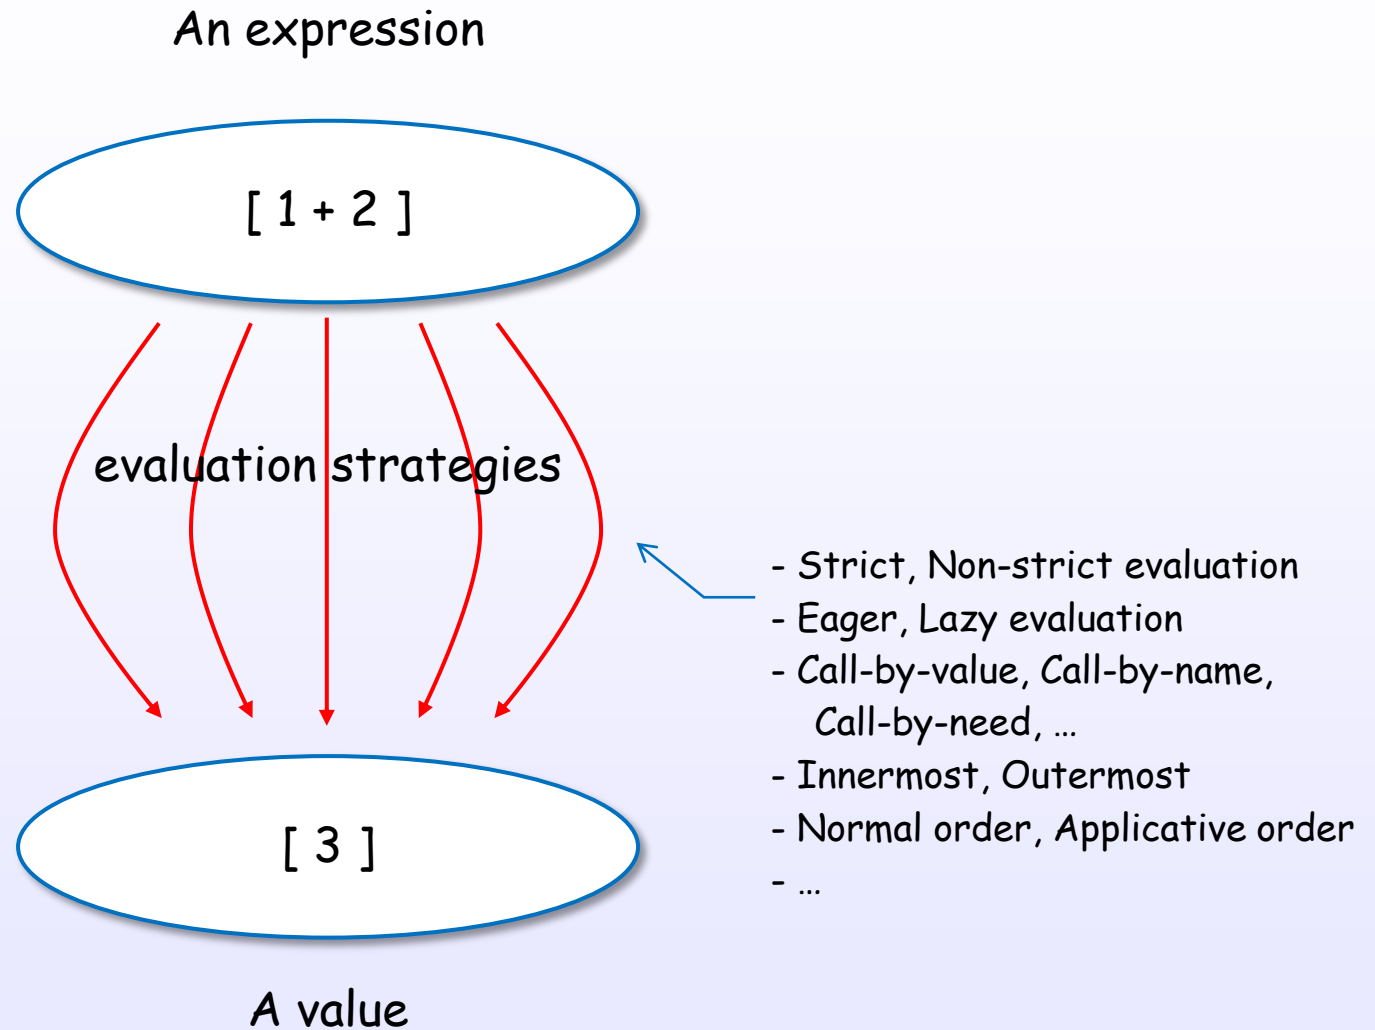 An expression
[ 1 + 2 ]
evaluation strategies
- Strict, Non-strict evaluation
- Eager, Lazy evaluation
- Call-by-value, Call-by-name,
Call-by-need, …
- Innermost, Outermost
- Normal order, Applicative order
- …
[ 3 ]
A value